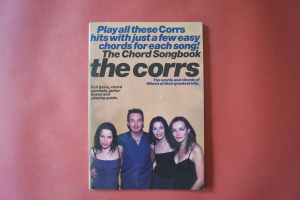 Play all these Corrs
hits with just a few easy
chords for each song!
The Chord Songbook
the corrs
The words and chords of
fifteen of their greatest hits.
Full lyrics, chord
symbols, guitar
boxes and
playing guide.